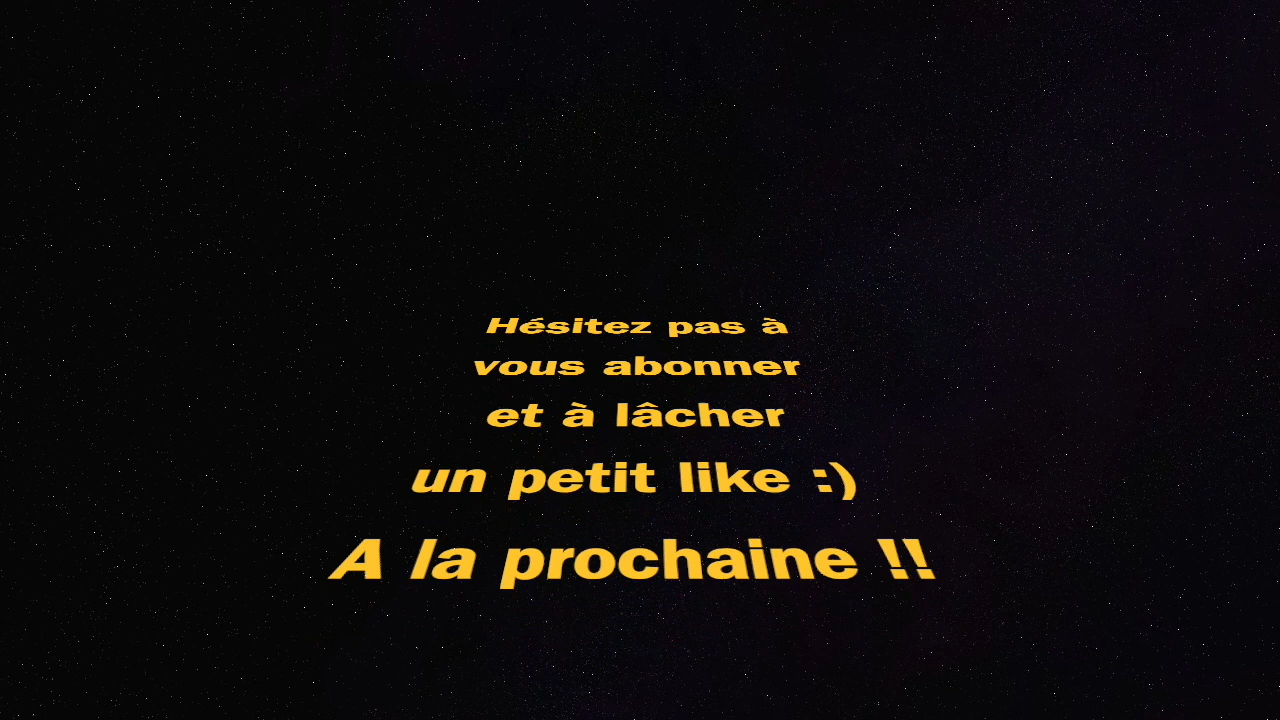 Hésitez pas à
vous abonner
et à lâcher
un petit like :)
A la prochaine !!